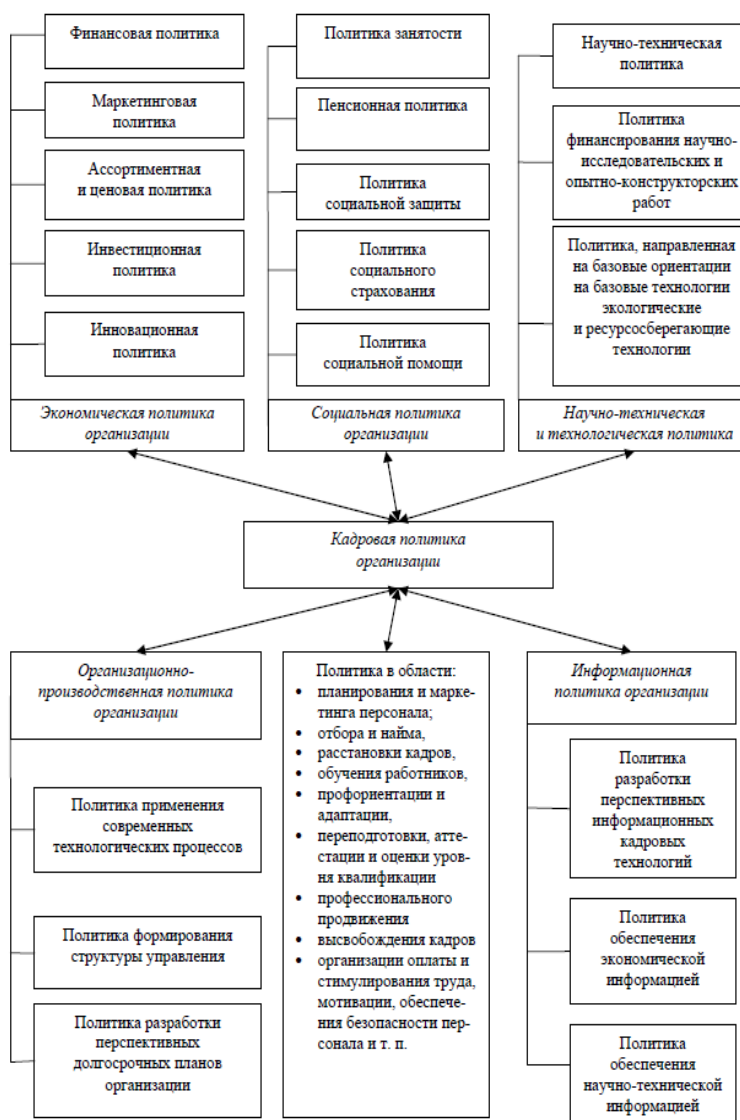 Финансовая политика
Маркетинговая
политика
Ассортиментная
и ценовая политика
Инвестиционная
политика
Инновационная
политика
Экономическая политика
организации
Политика занятости
Пенсионная политика
Политика
социальной защиты
Политика
социального
страхования
Политика
социальной помощи
Социальная политика
организации
Научно-техническая
политика
Политика
финансирования научно-
исследовательских и
опытно-конструкторских
работ
Политика, направленная
на базовые ориентации
на базовые технологии
экологические
и ресурсосберегающие
технологии
Научно-техническая
и технологическая политика
Кадровая политика
организации
Организационно-
производственная политика
организации
Политика применения
современных
технологических процессов
Политика формирования
структуры управления
Политика разработки
перспективных
долгосрочных планов
организации
Политика в области:
• планирования и марке-
тинга персонала;
• отбора и найма,
• расстановки кадров,
• обучения работников,
• профориентации и
адаптации,
• переподготовки, атте-
стации и оценки уров-
ня квалификации
• профессионального
продвижения
• высвобождения кадров
• организации оплаты и
стимулирования труда,
мотивации, обеспече-
ния безопасности пер-
сонала и т. п.
Информационная
политика организации
Политика
разработки
перспективных
информационных
кадровых
технологий
Политика
обеспечения
экономической
информацией
Политика
обеспечения
научно-технической
информацией